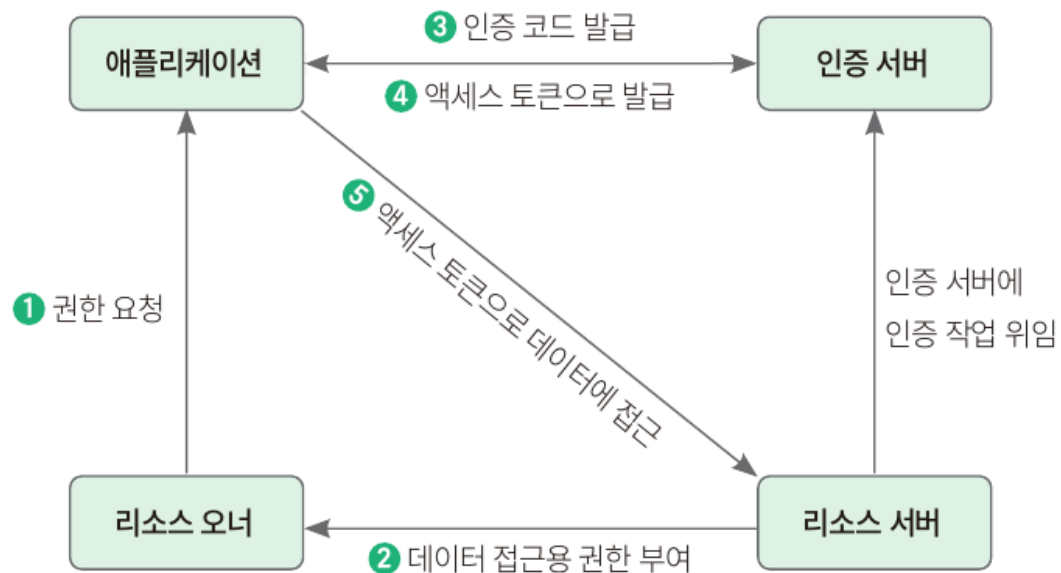 3 인증 코드 발급
애플리케이션
인증 서버
4 액세스 토큰으로 발급
5 액세스 토큰으로 데이터에 접근
1 권한 요청
인증 서버에
인증 작업 위임
리소스 오너
리소스 서버
2 데이터 접근용 권한 부여